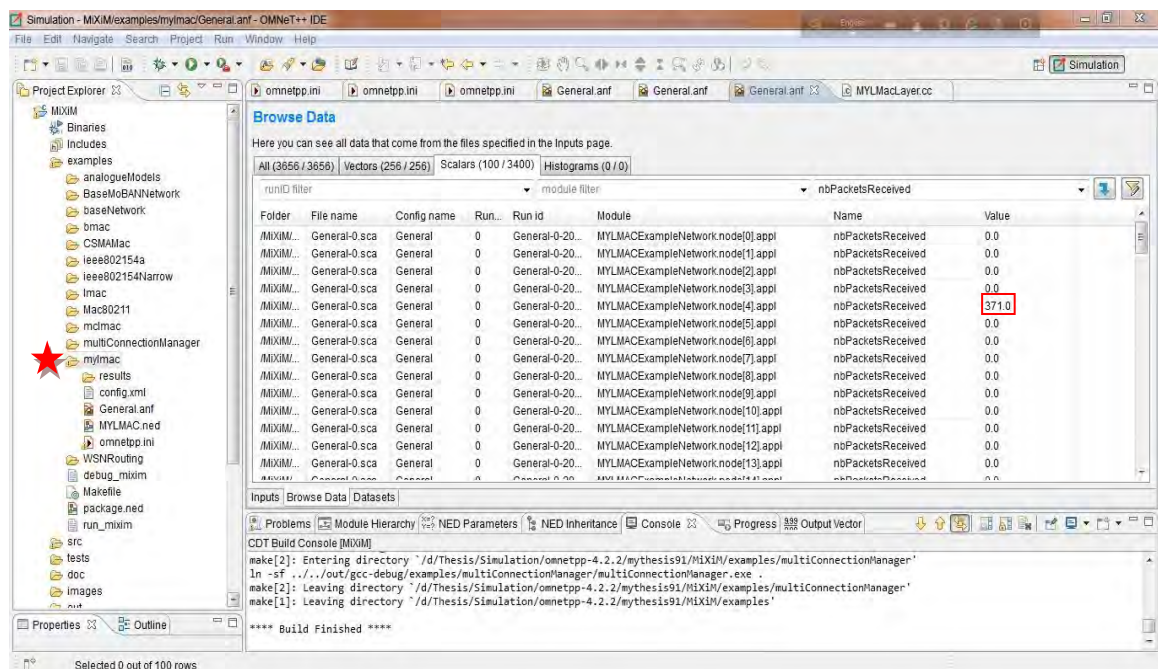 Simulation - MiXiM/examples/mylmac/General.anf - OMNeT++ IDE
File Edit Navigate Search Project Run Window Help
Simulation
Project Explorer
MiXiM
Binaries
Includes
examples
analogueModels
BaseMoBANNetwork
baseNetwork
bmac
CSMAMac
ieee802154a
ieee802154Narrow
lmac
Mac80211
mclmac
multiConnectionManager
mylmac
results
config.xml
General.anf
MYLMAC.ned
omnetpp.ini
WSNRouting
debug_mixim
Makefile
package.ned
run_mixim
src
tests
doc
images
out
Properties Outline
omnetpp.ini omnetpp.ini omnetpp.ini General.anf General.anf General.anf MYLMacLayer.cc
Browse Data
Here you can see all data that come from the files specified in the Inputs page.
All (3656 / 3656) Vectors (256 / 256) Scalars (100 / 3400) Histograms (0 / 0)
runID filter module filter nbPacketsReceived
Folder File name Config name Run... Run id Module Name Value
/MiXiM/... General-0.sca General 0 General-0-20... MYLMACExampleNetwork.node[0].appl nbPacketsReceived 0.0
/MiXiM/... General-0.sca General 0 General-0-20... MYLMACExampleNetwork.node[1].appl nbPacketsReceived 0.0
/MiXiM/... General-0.sca General 0 General-0-20... MYLMACExampleNetwork.node[2].appl nbPacketsReceived 0.0
/MiXiM/... General-0.sca General 0 General-0-20... MYLMACExampleNetwork.node[3].appl nbPacketsReceived 0.0
/MiXiM/... General-0.sca General 0 General-0-20... MYLMACExampleNetwork.node[4].appl nbPacketsReceived 371.0
/MiXiM/... General-0.sca General 0 General-0-20... MYLMACExampleNetwork.node[5].appl nbPacketsReceived 0.0
/MiXiM/... General-0.sca General 0 General-0-20... MYLMACExampleNetwork.node[6].appl nbPacketsReceived 0.0
/MiXiM/... General-0.sca General 0 General-0-20... MYLMACExampleNetwork.node[7].appl nbPacketsReceived 0.0
/MiXiM/... General-0.sca General 0 General-0-20... MYLMACExampleNetwork.node[8].appl nbPacketsReceived 0.0
/MiXiM/... General-0.sca General 0 General-0-20... MYLMACExampleNetwork.node[9].appl nbPacketsReceived 0.0
/MiXiM/... General-0.sca General 0 General-0-20... MYLMACExampleNetwork.node[10].appl nbPacketsReceived 0.0
/MiXiM/... General-0.sca General 0 General-0-20... MYLMACExampleNetwork.node[11].appl nbPacketsReceived 0.0
/MiXiM/... General-0.sca General 0 General-0-20... MYLMACExampleNetwork.node[12].appl nbPacketsReceived 0.0
/MiXiM/... General-0.sca General 0 General-0-20... MYLMACExampleNetwork.node[13].appl nbPacketsReceived 0.0
Inputs Browse Data Datasets
Problems Module Hierarchy NED Parameters NED Inheritance Console Progress Output Vector
CDT Build Console [MiXiM]
make[2]: Entering directory `/d/Thesis/Simulation/omnetpp-4.2.2/mythesis91/MiXiM/examples/multiConnectionManager'
ln -sf ../../out/gcc-debug/examples/multiConnectionManager/multiConnectionManager.exe .
make[2]: Leaving directory `/d/Thesis/Simulation/omnetpp-4.2.2/mythesis91/MiXiM/examples/multiConnectionManager'
make[1]: Leaving directory `/d/Thesis/Simulation/omnetpp-4.2.2/mythesis91/MiXiM/examples'
**** Build Finished ****
Selected 0 out of 100 rows